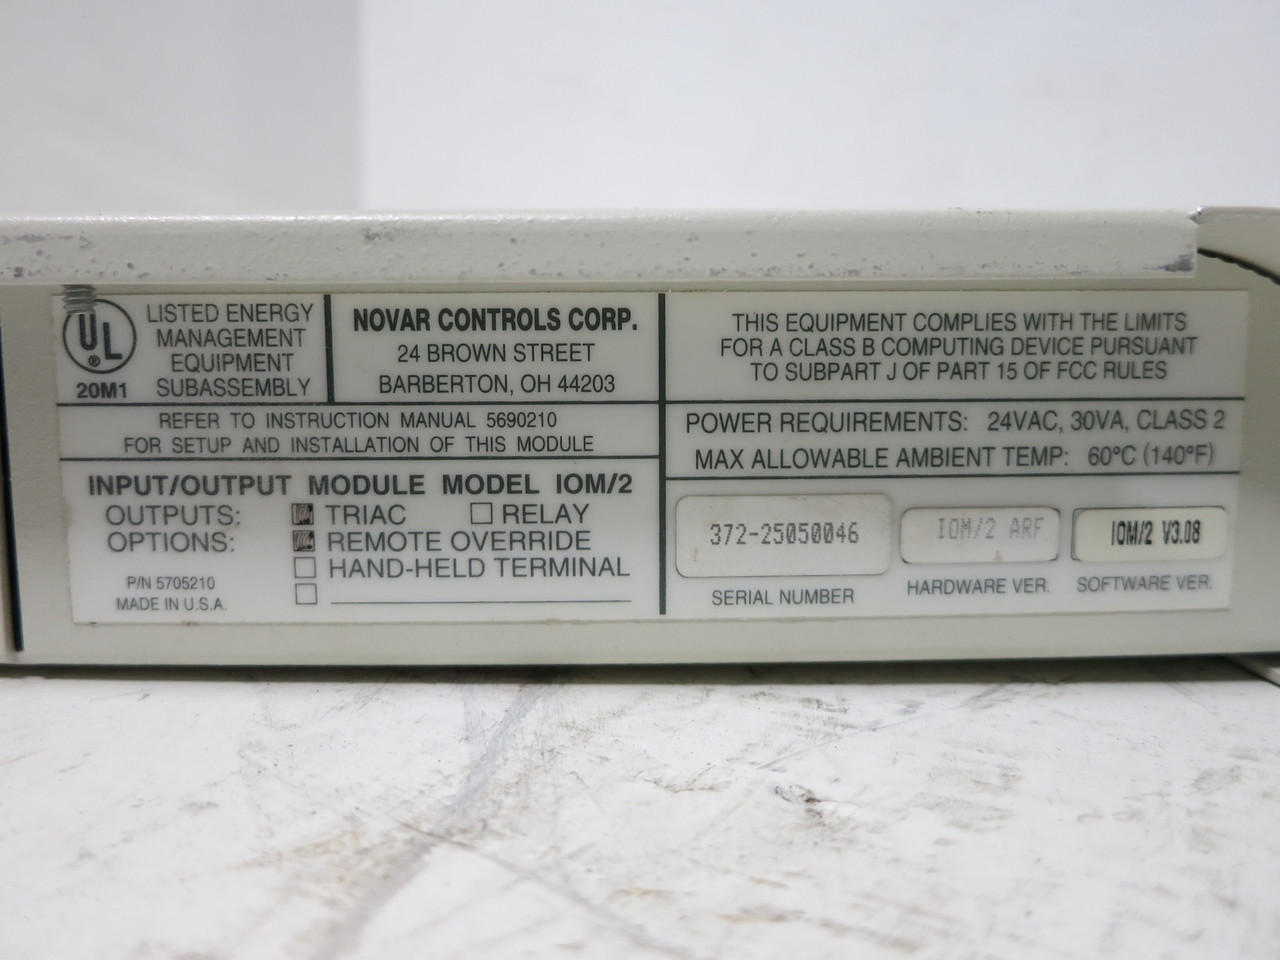 UL
®
20M1
LISTED ENERGY
MANAGEMENT
EQUIPMENT
SUBASSEMBLY
NOVAR CONTROLS CORP.
24 BROWN STREET
BARBERTON, OH 44203
THIS EQUIPMENT COMPLIES WITH THE LIMITS
FOR A CLASS B COMPUTING DEVICE PURSUANT
TO SUBPART J OF PART 15 OF FCC RULES
REFER TO INSTRUCTION MANUAL 5690210
FOR SETUP AND INSTALLATION OF THIS MODULE
POWER REQUIREMENTS: 24VAC, 30VA, CLASS 2
MAX ALLOWABLE AMBIENT TEMP: 60°C (140°F)
INPUT/OUTPUT MODULE MODEL IOM/2
OUTPUTS: TRIAC RELAY
OPTIONS: REMOTE OVERRIDE
HAND-HELD TERMINAL
P/N 5705210
MADE IN U.S.A.
372-25050046
SERIAL NUMBER
IOM/2 ARF
HARDWARE VER.
IOM/2 V3.08
SOFTWARE VER.